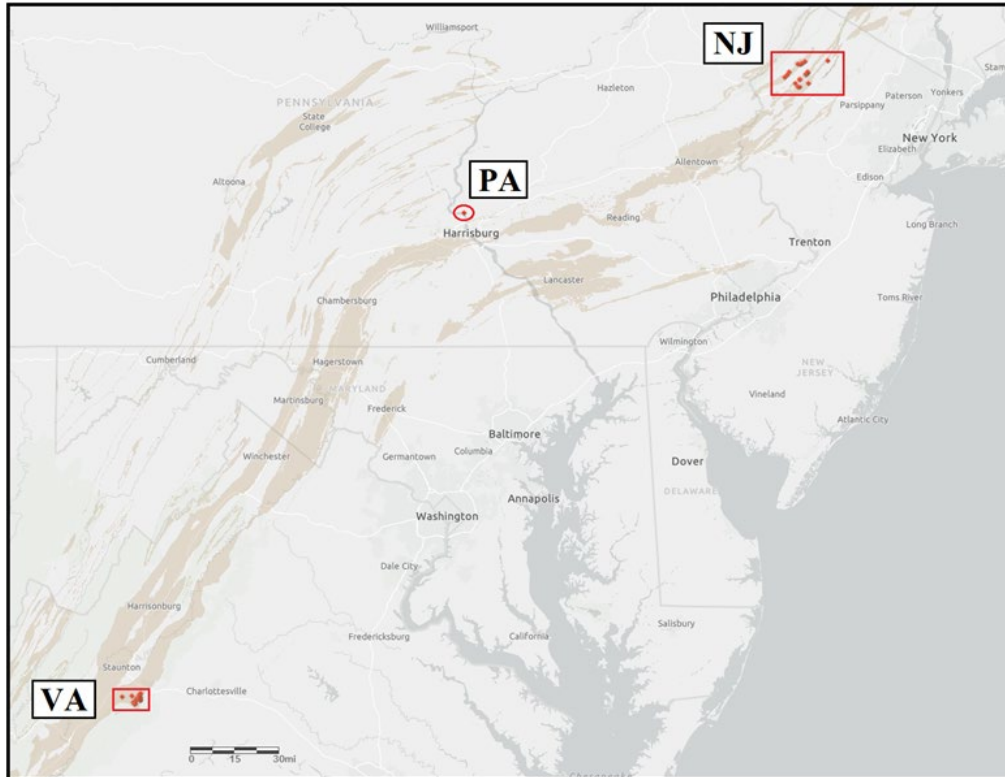 Williamsport
NJ
PENNSYLVANIA
State
College
Hazleton
Paterson
Yonkers
Stam
Parsippany
New York
Elizabeth
Altoona
PA
Allentown
Edison
Harrisburg
Reading
Long Branch
Trenton
Lancaster
Chambersburg
Philadelphia
Toms River
Wilmington
Cumberland
Hagerstown
NEW
JERSEY
MARYLAND
Martinsburg
Frederick
Vineland
Atlantic City
Baltimore
Winchester
Germantown
Columbia
Dover
DELAWARE
Annapolis
Washington
Dale City
Harrisonburg
Fredericksburg
California
Salisbury
Staunton
VA
Charlottesville
0 15 30mi
Chesapeake